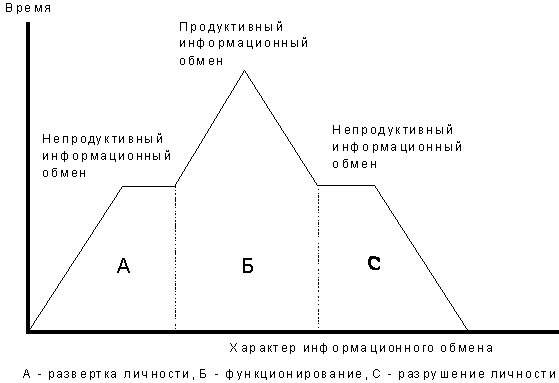 Время
Продуктивный
информационный
обмен
Непродуктивный
информационный
обмен
Непродуктивный
информационный
обмен
А
Б
С
Характер информационного обмена
А - развертка личности, Б - функционирование, С - разрушение личности